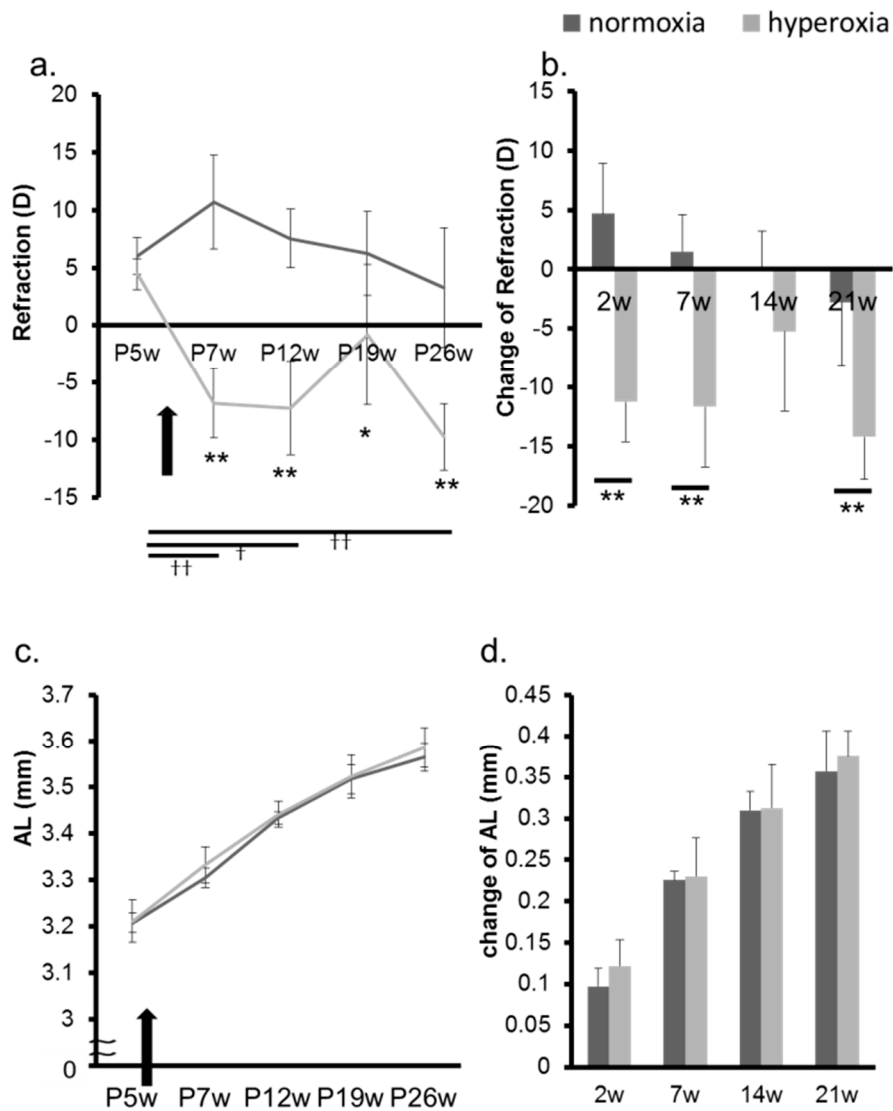 normoxia hyperoxia
a.
20
15
10
5
0
-5
-10
-15
Refraction (D)
P5w P7w P12w P19w P26w
** ** * **
††
†
††
b.
15
10
5
0
-5
-10
-15
-20
Change of Refraction (D)
2w 7w 14w 21w
** ** **
c.
3.7
3.6
3.5
3.4
3.3
3.2
3.1
3
0
AL (mm)
P5w P7w P12w P19w P26w
d.
0.45
0.4
0.35
0.3
0.25
0.2
0.15
0.1
0.05
0
change of AL (mm)
2w 7w 14w 21w